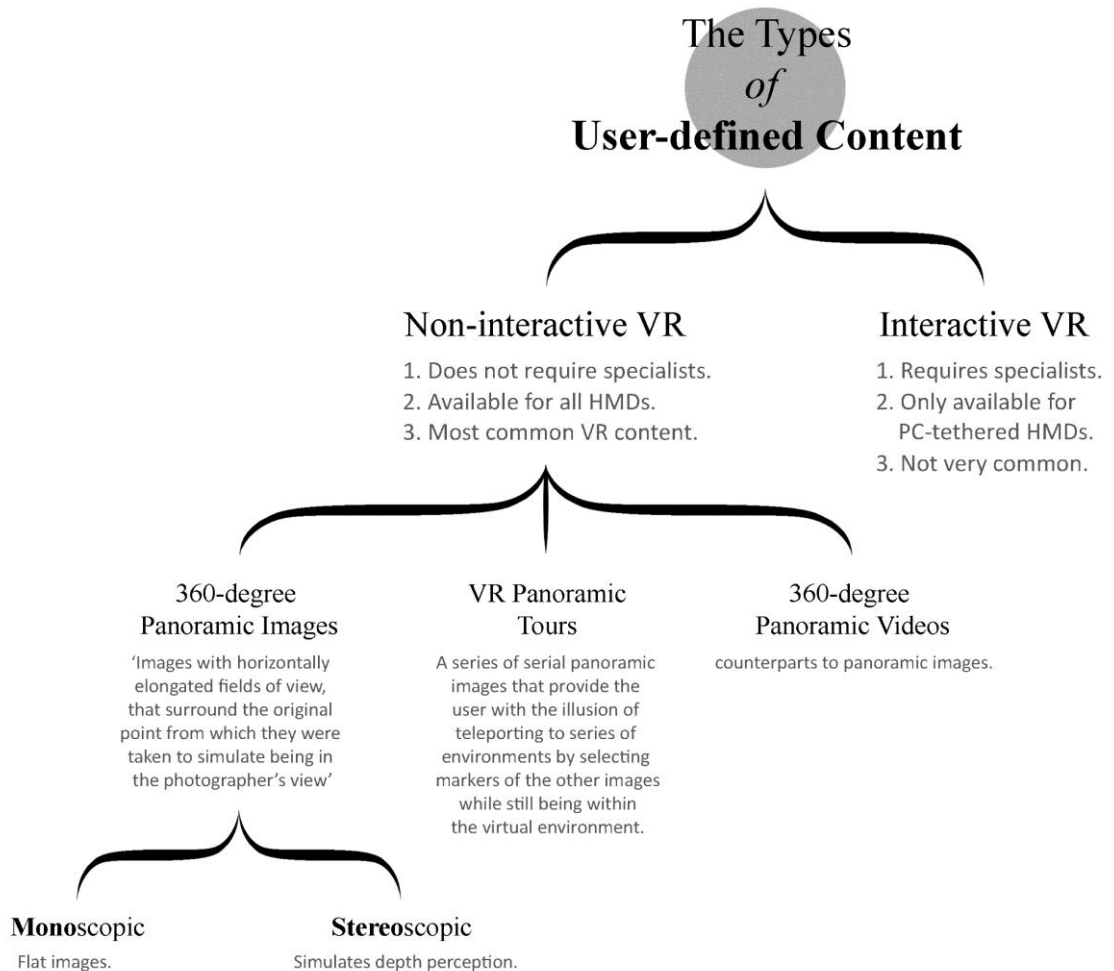 The Types
of
User-defined Content
Non-interactive VR
1. Does not require specialists.
2. Available for all HMDs.
3. Most common VR content.
Interactive VR
1. Requires specialists.
2. Only available for
PC-tethered HMDs.
3. Not very common.
360-degree
Panoramic Images
‘Images with horizontally
elongated fields of view,
that surround the original
point from which they were
taken to simulate being in
the photographer’s view’
VR Panoramic
Tours
A series of serial panoramic
images that provide the
user with the illusion of
teleporting to series of
environments by selecting
markers of the other images
while still being within
the virtual environment.
360-degree
Panoramic Videos
counterparts to panoramic images.
Monoscopic
Flat images.
Stereoscopic
Simulates depth perception.